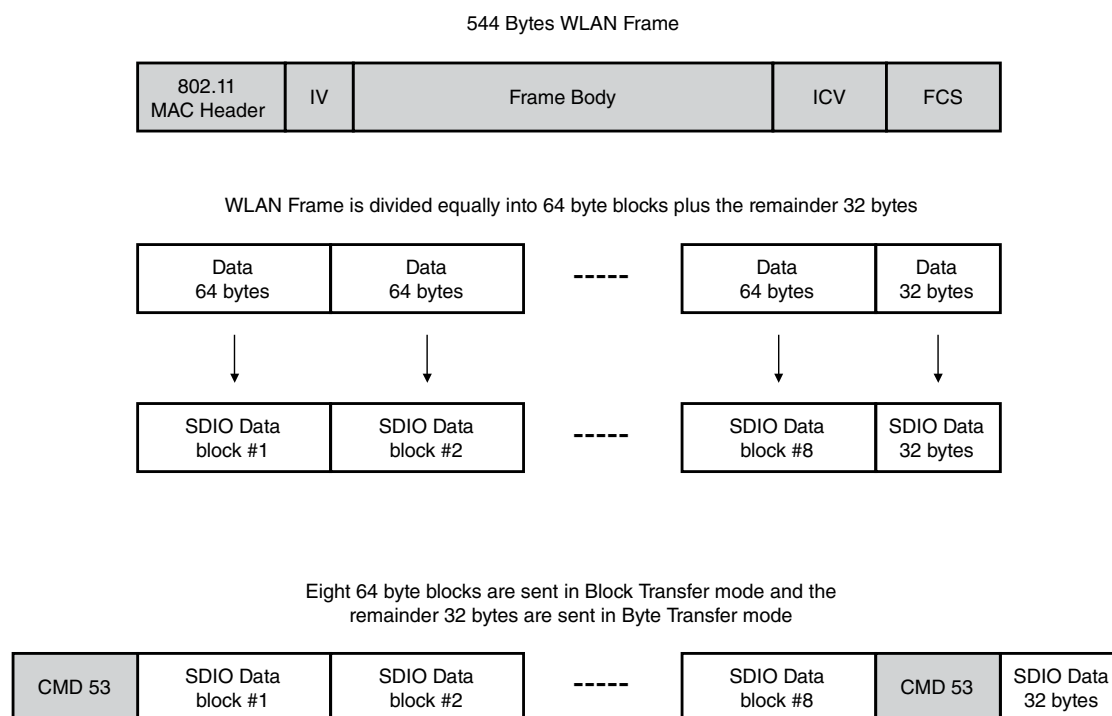 544 Bytes WLAN Frame
802.11
MAC Header
IV
Frame Body
ICV
FCS
WLAN Frame is divided equally into 64 byte blocks plus the remainder 32 bytes
Data
64 bytes
Data
64 bytes
-----
Data
64 bytes
Data
32 bytes
SDIO Data
block #1
SDIO Data
block #2
-----
SDIO Data
block #8
SDIO Data
32 bytes
Eight 64 byte blocks are sent in Block Transfer mode and the
remainder 32 bytes are sent in Byte Transfer mode
CMD 53
SDIO Data
block #1
SDIO Data
block #2
-----
SDIO Data
block #8
CMD 53
SDIO Data
32 bytes